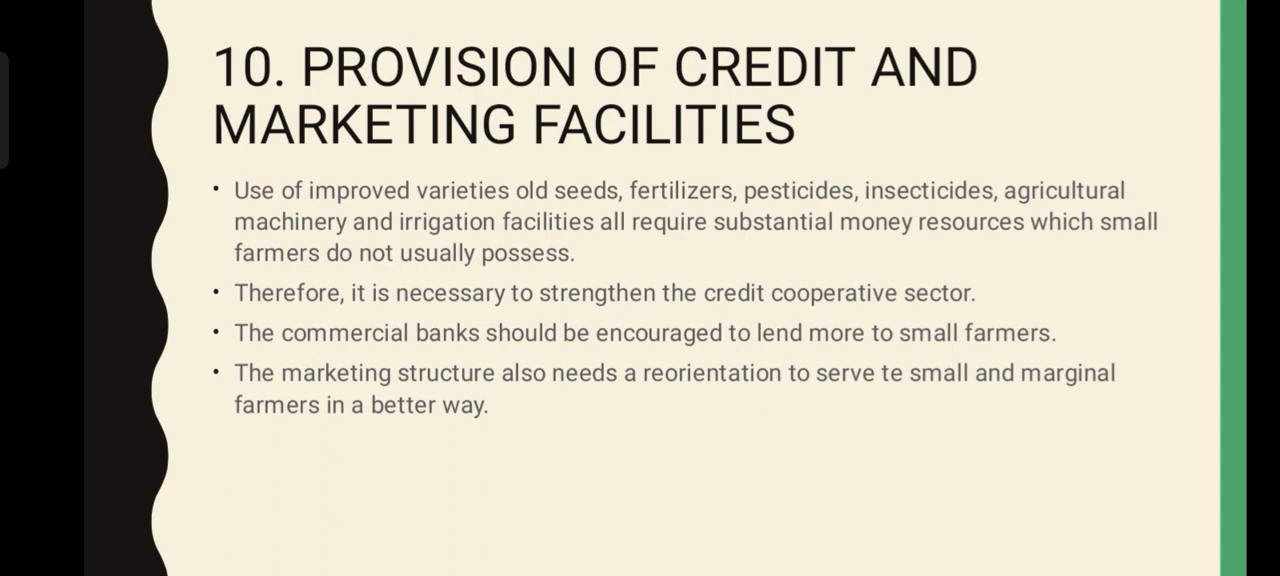 10. PROVISION OF CREDIT AND
MARKETING FACILITIES
• Use of improved varieties old seeds, fertilizers, pesticides, insecticides, agricultural
machinery and irrigation facilities all require substantial money resources which small
farmers do not usually possess.
• Therefore, it is necessary to strengthen the credit cooperative sector.
• The commercial banks should be encouraged to lend more to small farmers.
• The marketing structure also needs a reorientation to serve te small and marginal
farmers in a better way.